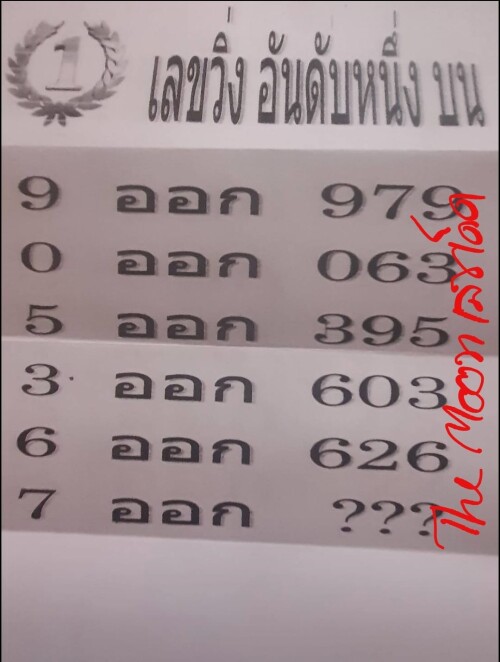 1
เลขวิ่ง อันดับหนึ่ง บน
9 ออก 979
0 ออก 063
5 ออก 395
3 ออก 603
6 ออก 626
7 ออก ???
The Moon